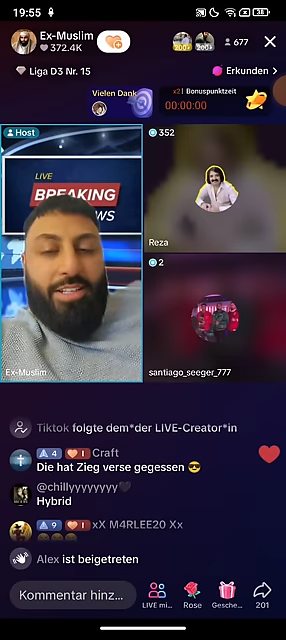 19:55
38
Ex-Muslim
372.4K
200+
200+
677
Liga D3 Nr. 15
Erkunden >
Vielen Dank
x2 | Bonuspunktzeit
00:00:00
Host
352
LIVE
BREAKING
NEWS
Reza
2
Ex-Muslim
santiago_seeger_777
Tiktok folgte dem*der LIVE-Creator*in
4 1 Craft
Die hat Zieg verse gegessen 😎
@chillyyyyyyyy🖤
Hybrid
9 1 xX M4RLEE20 Xx
Alex ist beigetreten
Kommentar hinz...
LIVE mi...
Rose
Gesche...
201